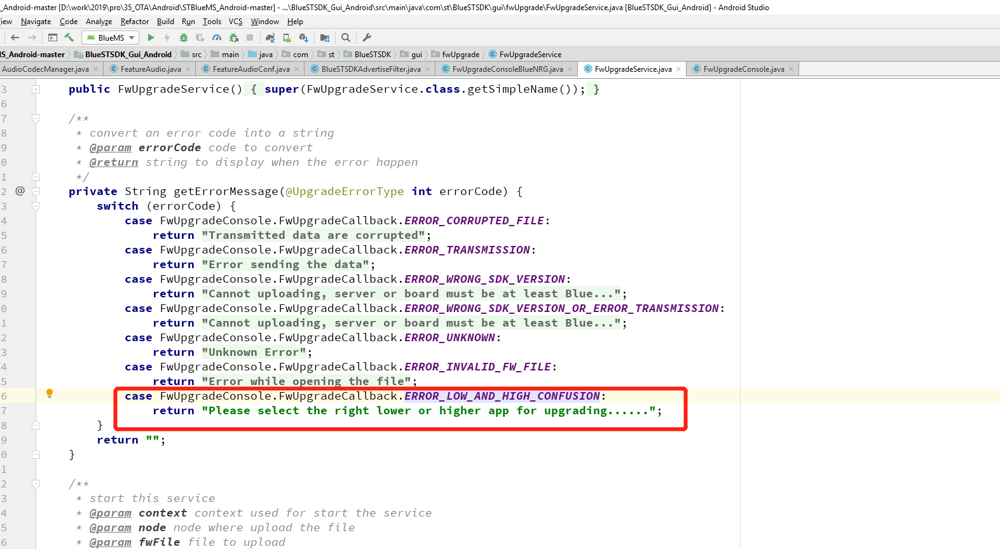 _Android-master [D:\work\2019\pro\35_OTA\Android\STBlueMS_Android-master] - ...\BlueSTSDK_Gui_Android\src\main\java\com\st\BlueSTSDK\gui\fwUpgrade\FwUpgradeService.java [BlueSTSDK_Gui_Android] - Android Studio
iew Navigate Code Analyze Refactor Build Run Tools VCS Window Help
BlueMS
MS_Android-master BlueSTSDK_Gui_Android src main java com st BlueSTSDK gui fwUpgrade FwUpgradeService
AudioCodecManager.java FeatureAudio.java FeatureAudioConf.java BlueSTSDKAdvertiseFilter.java FwUpgradeConsoleBlueNRG.java FwUpgradeService.java FwUpgradeConsole.java
3 public FwUpgradeService() { super(FwUpgradeService.class.getSimpleName()); }
6
7 /**
8 * convert an error code into a string
9 * @param errorCode code to convert
0 * @return string to display when the error happen
1 */
2 @ private String getErrorMessage(@UpgradeErrorType int errorCode) {
3 switch (errorCode) {
4 case FwUpgradeConsole.FwUpgradeCallback.ERROR_CORRUPTED_FILE:
5 return "Transmitted data are corrupted";
6 case FwUpgradeConsole.FwUpgradeCallback.ERROR_TRANSMISSION:
7 return "Error sending the data";
8 case FwUpgradeConsole.FwUpgradeCallback.ERROR_WRONG_SDK_VERSION:
9 return "Cannot uploading, server or board must be at least Blue...";
0 case FwUpgradeConsole.FwUpgradeCallback.ERROR_WRONG_SDK_VERSION_OR_ERROR_TRANSMISSION:
1 return "Cannot uploading, server or board must be at least Blue...";
2 case FwUpgradeConsole.FwUpgradeCallback.ERROR_UNKNOWN:
3 return "Unknown Error";
4 case FwUpgradeConsole.FwUpgradeCallback.ERROR_INVALID_FW_FILE:
5 return "Error while opening the file";
6 case FwUpgradeConsole.FwUpgradeCallback.ERROR_LOW_AND_HIGH_CONFUSION:
7 return "Please select the right lower or higher app for upgrading......";
8 }
9 return "";
0 }
1
2 /**
3 * start this service
4 * @param context context used for start the service
5 * @param node node where upload the file
6 * @param fwFile file to upload